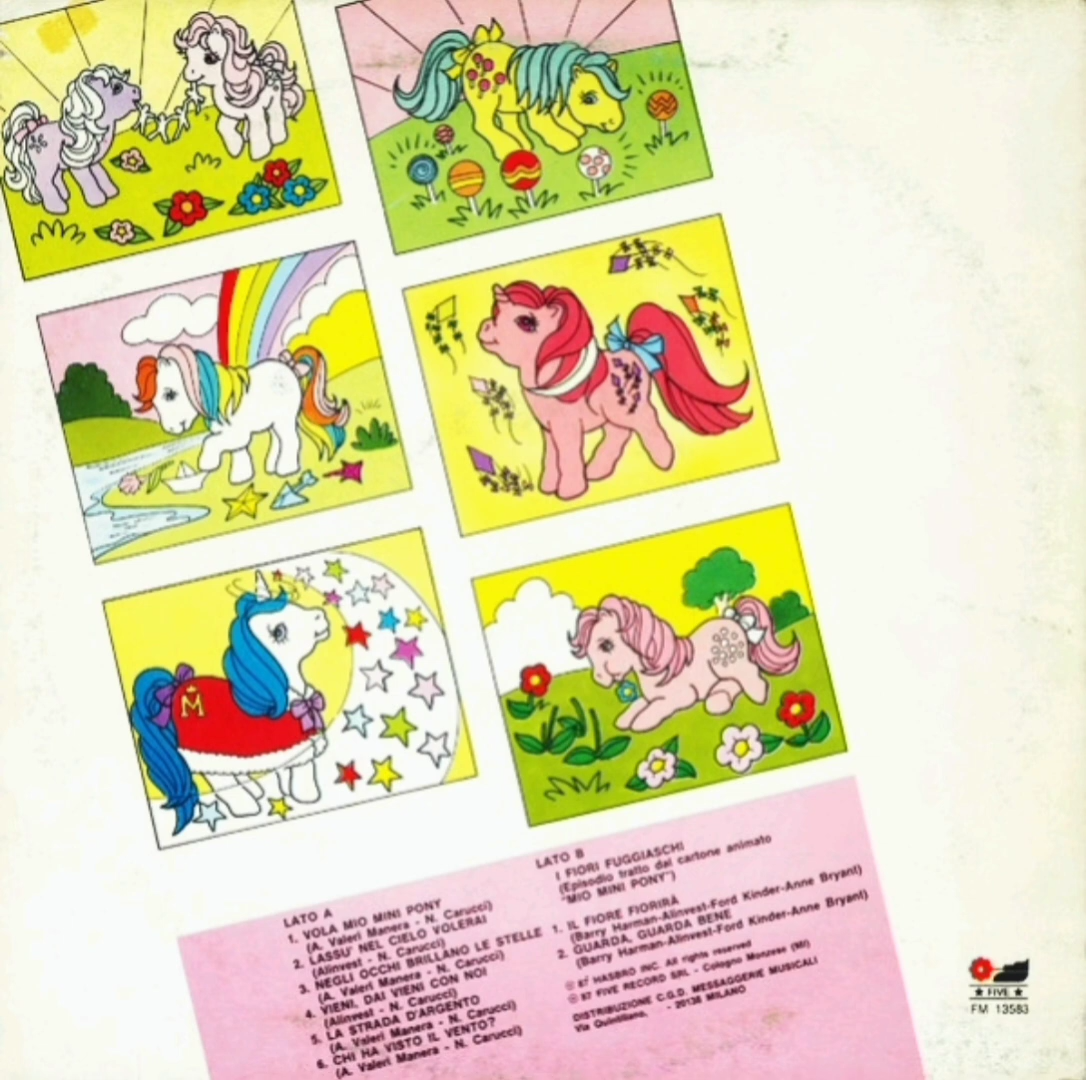 M
LATO A
1. VOLA MIO MINI PONY
(A. Valeri Manera - N. Carucci)
2. LASSU' NEL CIELO VOLERAI
(Alinvest - N. Carucci)
3. NEGLI OCCHI BRILLANO LE STELLE
(A. Valeri Manera - N. Carucci)
4. VIENI, DAI VIENI CON NOI
(Alinvest - N. Carucci)
5. LA STRADA D'ARGENTO
(A. Valeri Manera - N. Carucci)
6. CHI HA VISTO IL VENTO?
(A. Valeri Manera - N. Carucci)
LATO B
I FIORI FUGGIASCHI
(Episodio tratto dal cartone animato
"MIO MINI PONY")
1. IL FIORE FIORIRÀ
(Barry Harman-Alinvest-Ford Kinder-Anne Bryant)
2. GUARDA, GUARDA BENE
(Barry Harman-Alinvest-Ford Kinder-Anne Bryant)
© 87 HASBRO INC. All rights reserved
℗ 87 FIVE RECORD SRL - Cologno Monzese (MI)
DISTRIBUZIONE C.G.D. MESSAGGERIE MUSICALI
Via Quintiliano, - 20138 MILANO
★ FIVE ★
FM 13583